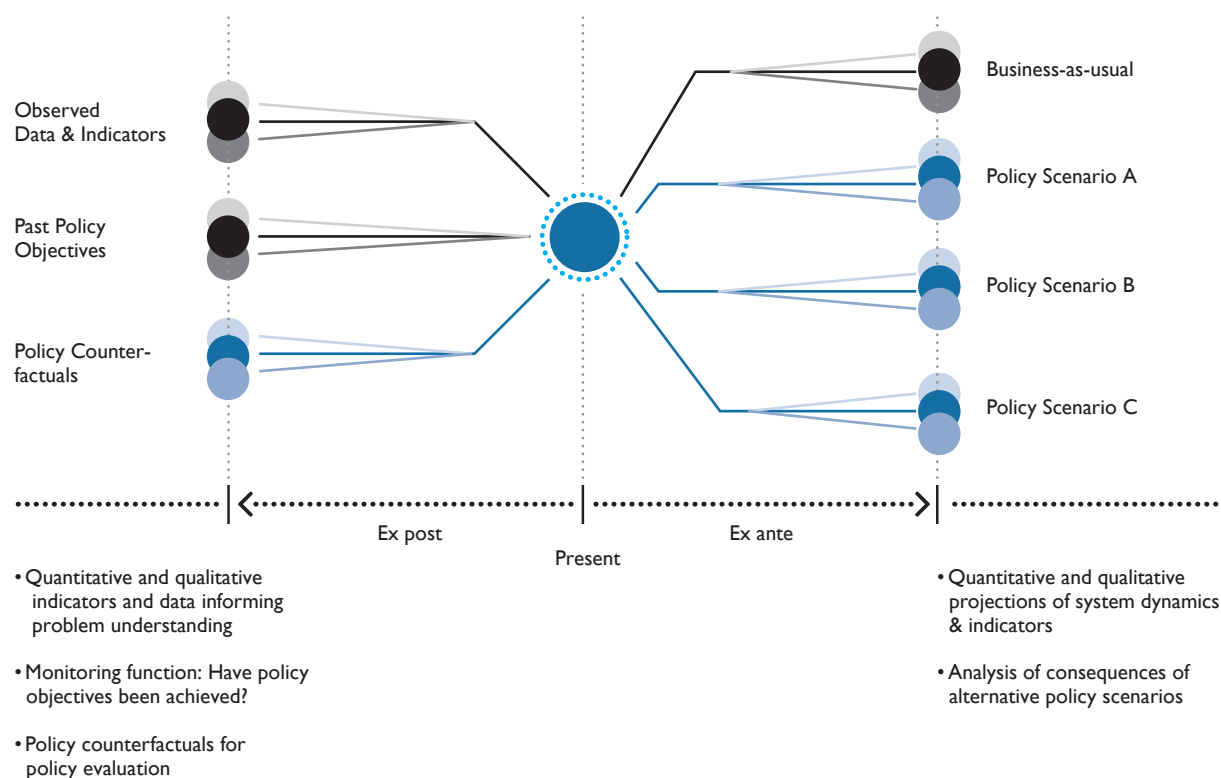 Observed
Data & Indicators
Past Policy
Objectives
Policy Counter-
factuals
Business-as-usual
Policy Scenario A
Policy Scenario B
Policy Scenario C
Ex post
Present
Ex ante
• Quantitative and qualitative
indicators and data informing
problem understanding
• Monitoring function: Have policy
objectives been achieved?
• Policy counterfactuals for
policy evaluation
• Quantitative and qualitative
projections of system dynamics
& indicators
• Analysis of consequences of
alternative policy scenarios